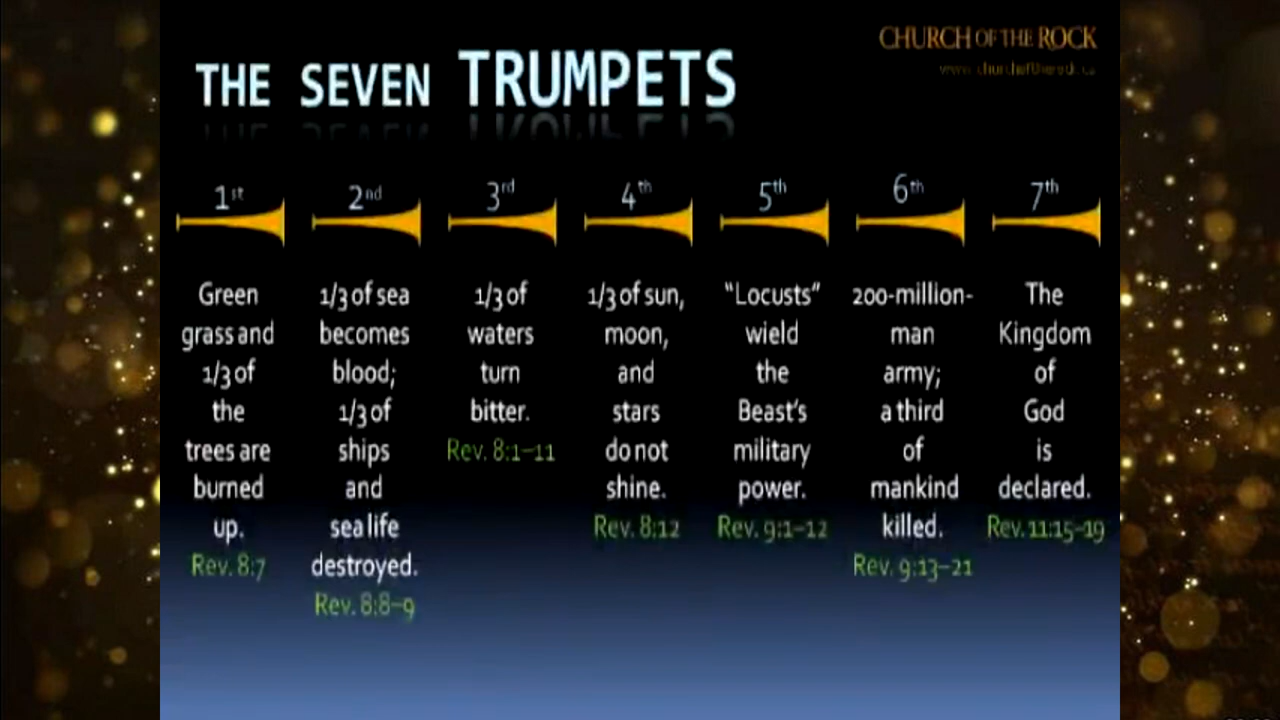 CHURCH OF THE ROCK
THE SEVEN TRUMPETS
1st
Green
grass and
1/3 of
the
trees are
burned
up.
Rev. 8:7
2nd
1/3 of sea
becomes
blood;
1/3 of
ships
and
sea life
destroyed.
Rev. 8:8–9
3rd
1/3 of
waters
turn
bitter.
Rev. 8:1–11
4th
1/3 of sun,
moon,
and
stars
do not
shine.
Rev. 8:12
5th
“Locusts”
wield
the
Beast’s
military
power.
Rev. 9:1–12
6th
200-million-
man
army;
a third
of
mankind
killed.
Rev. 9:13–21
7th
The
Kingdom
of
God
is
declared.
Rev. 11:15–19